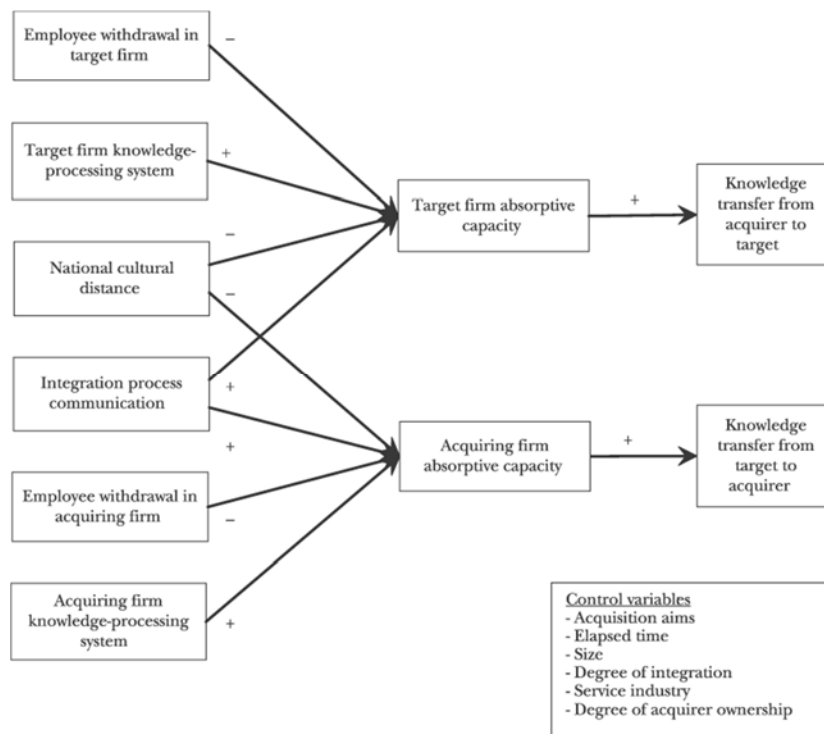 Employee withdrawal in
target firm
–
Target firm knowledge-
processing system
+
Target firm absorptive
capacity
+
Knowledge
transfer from
acquirer to
target
National cultural
distance
–
–
Integration process
communication
+
+
Acquiring firm
absorptive capacity
+
Knowledge
transfer from
target to
acquirer
Employee withdrawal in
acquiring firm
–
Acquiring firm
knowledge-processing
system
+
Control variables
- Acquisition aims
- Elapsed time
- Size
- Degree of integration
- Service industry
- Degree of acquirer ownership